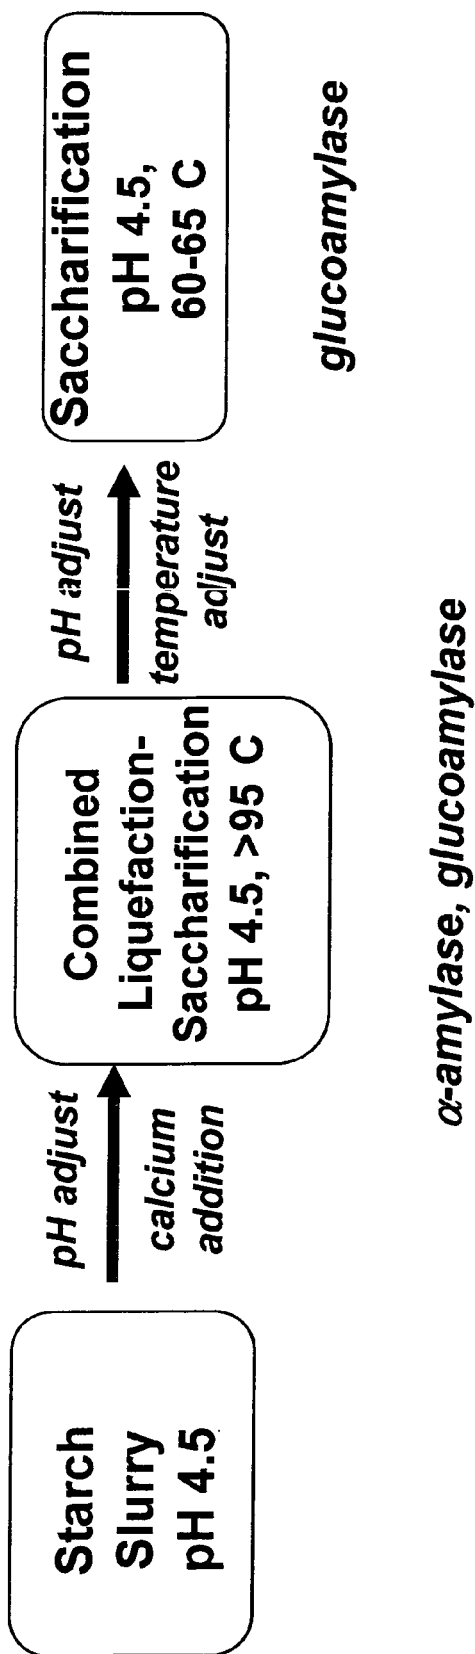 Starch
Slurry
pH 4.5
pH adjust
calcium
addition
Combined
Liquefaction-
Saccharification
pH 4.5, >95 C
α-amylase, glucoamylase
pH adjust
temperature
adjust
Saccharification
pH 4.5,
60-65 C
glucoamylase